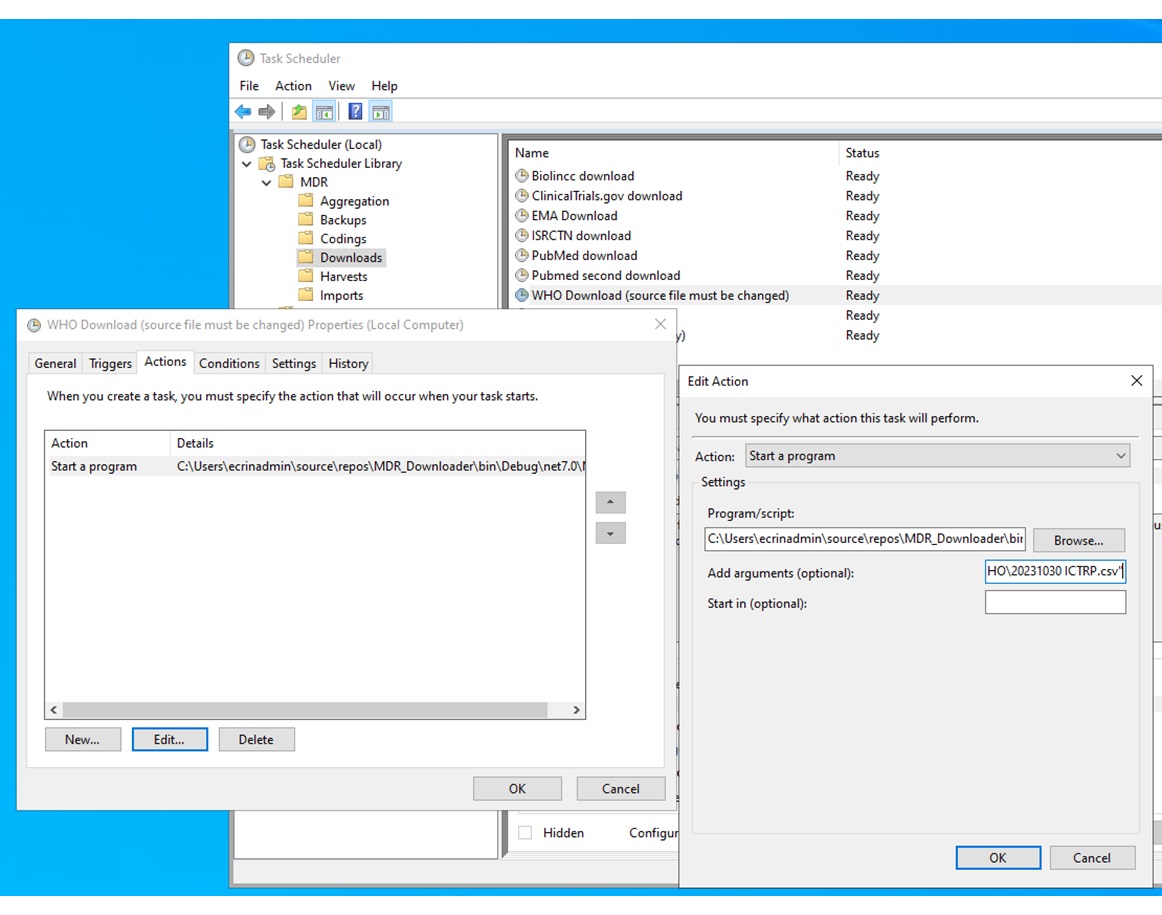 Task Scheduler
File Action View Help
Task Scheduler (Local)
Task Scheduler Library
MDR
Aggregation
Backups
Codings
Downloads
Harvests
Imports
Name Status
Biolincc download Ready
ClinicalTrials.gov download Ready
EMA Download Ready
ISRCTN download Ready
PubMed download Ready
Pubmed second download Ready
WHO Download (source file must be changed) Ready
Ready
y) Ready
WHO Download (source file must be changed) Properties (Local Computer)
General Triggers Actions Conditions Settings History
When you create a task, you must specify the action that will occur when your task starts.
Action Details
Start a program C:\Users\ecrinadmin\source\repos\MDR_Downloader\bin\Debug\net7.0\
New... Edit... Delete
OK Cancel
Edit Action
You must specify what action this task will perform.
Action: Start a program
Settings
Program/script:
C:\Users\ecrinadmin\source\repos\MDR_Downloader\bin Browse...
Add arguments (optional): HO\20231030 ICTRP.csv"
Start in (optional):
OK Cancel
Hidden Configur